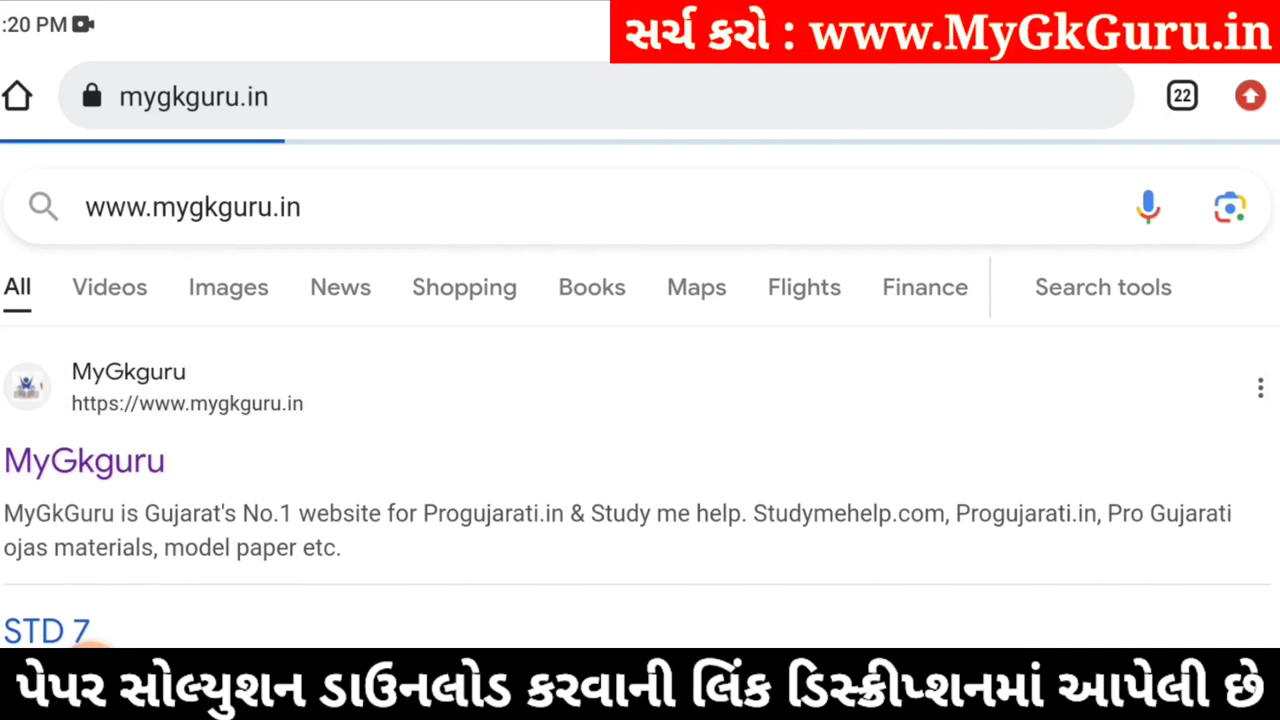 :20 PM
સર્ચ કરો : www.MyGkGuru.in
mygkguru.in
22
www.mygkguru.in
All Videos Images News Shopping Books Maps Flights Finance Search tools
MyGkguru
https://www.mygkguru.in
MyGkguru
MyGkGuru is Gujarat's No.1 website for Progujarati.in & Study me help. Studymehelp.com, Progujarati.in, Pro Gujarati
ojas materials, model paper etc.
STD 7
પેપર સોલ્યુશન ડાઉનલોડ કરવાની લિંક ડિસ્ક્રીપ્શનમાં આપેલી છે